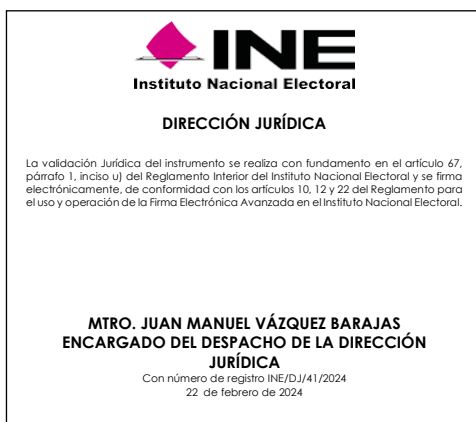 INE
Instituto Nacional Electoral
DIRECCIÓN JURÍDICA
La validación Jurídica del instrumento se realiza con fundamento en el artículo 67,
párrafo 1, inciso u) del Reglamento Interior del Instituto Nacional Electoral y se firma
electrónicamente, de conformidad con los artículos 10, 12 y 22 del Reglamento para
el uso y operación de la Firma Electrónica Avanzada en el Instituto Nacional Electoral.
MTRO. JUAN MANUEL VÁZQUEZ BARAJAS
ENCARGADO DEL DESPACHO DE LA DIRECCIÓN
JURÍDICA
Con número de registro INE/DJ/41/2024
22 de febrero de 2024